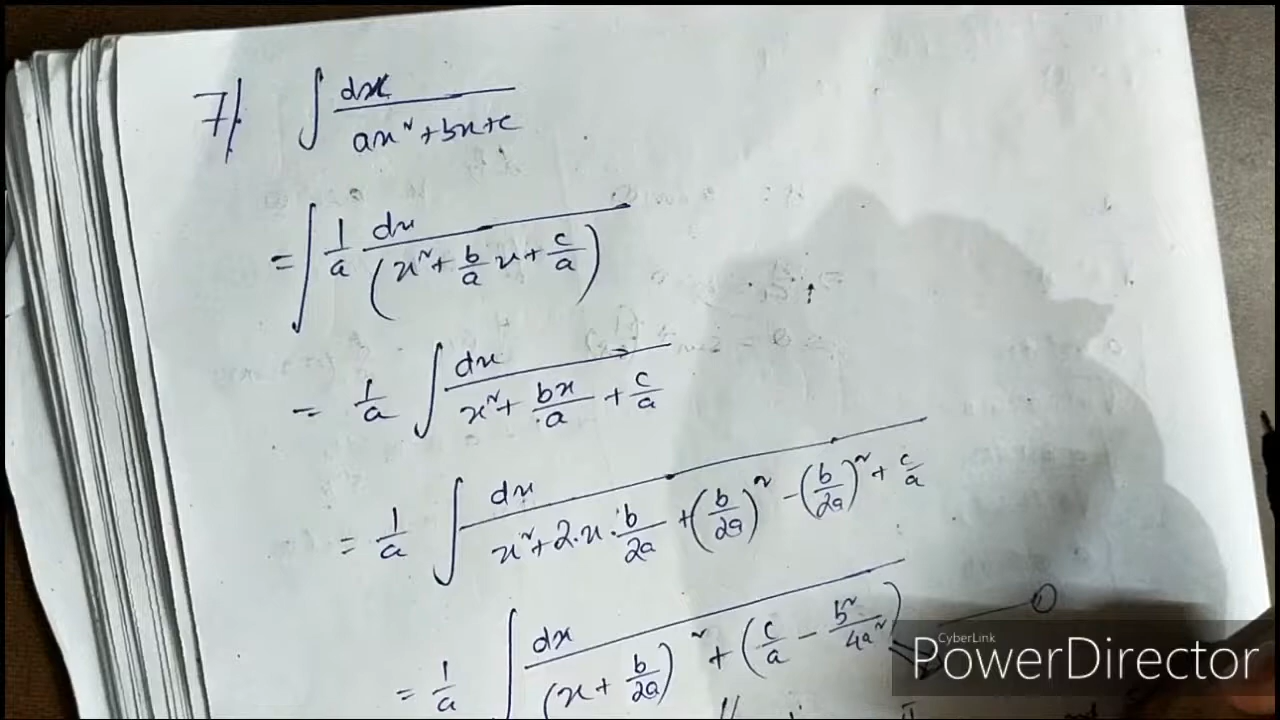 7) ∫ dx / (ax² + bx + c)
= ∫ 1/a dx / (x² + b/a x + c/a)
= 1/a ∫ dx / (x² + bx/a + c/a)
= 1/a ∫ dx / (x² + 2·x·b/2a + (b/2a)² - (b/2a)² + c/a)
= 1/a ∫ dx / ((x + b/2a)² + (c/a - b²/4a²))
CyberLink
PowerDirector